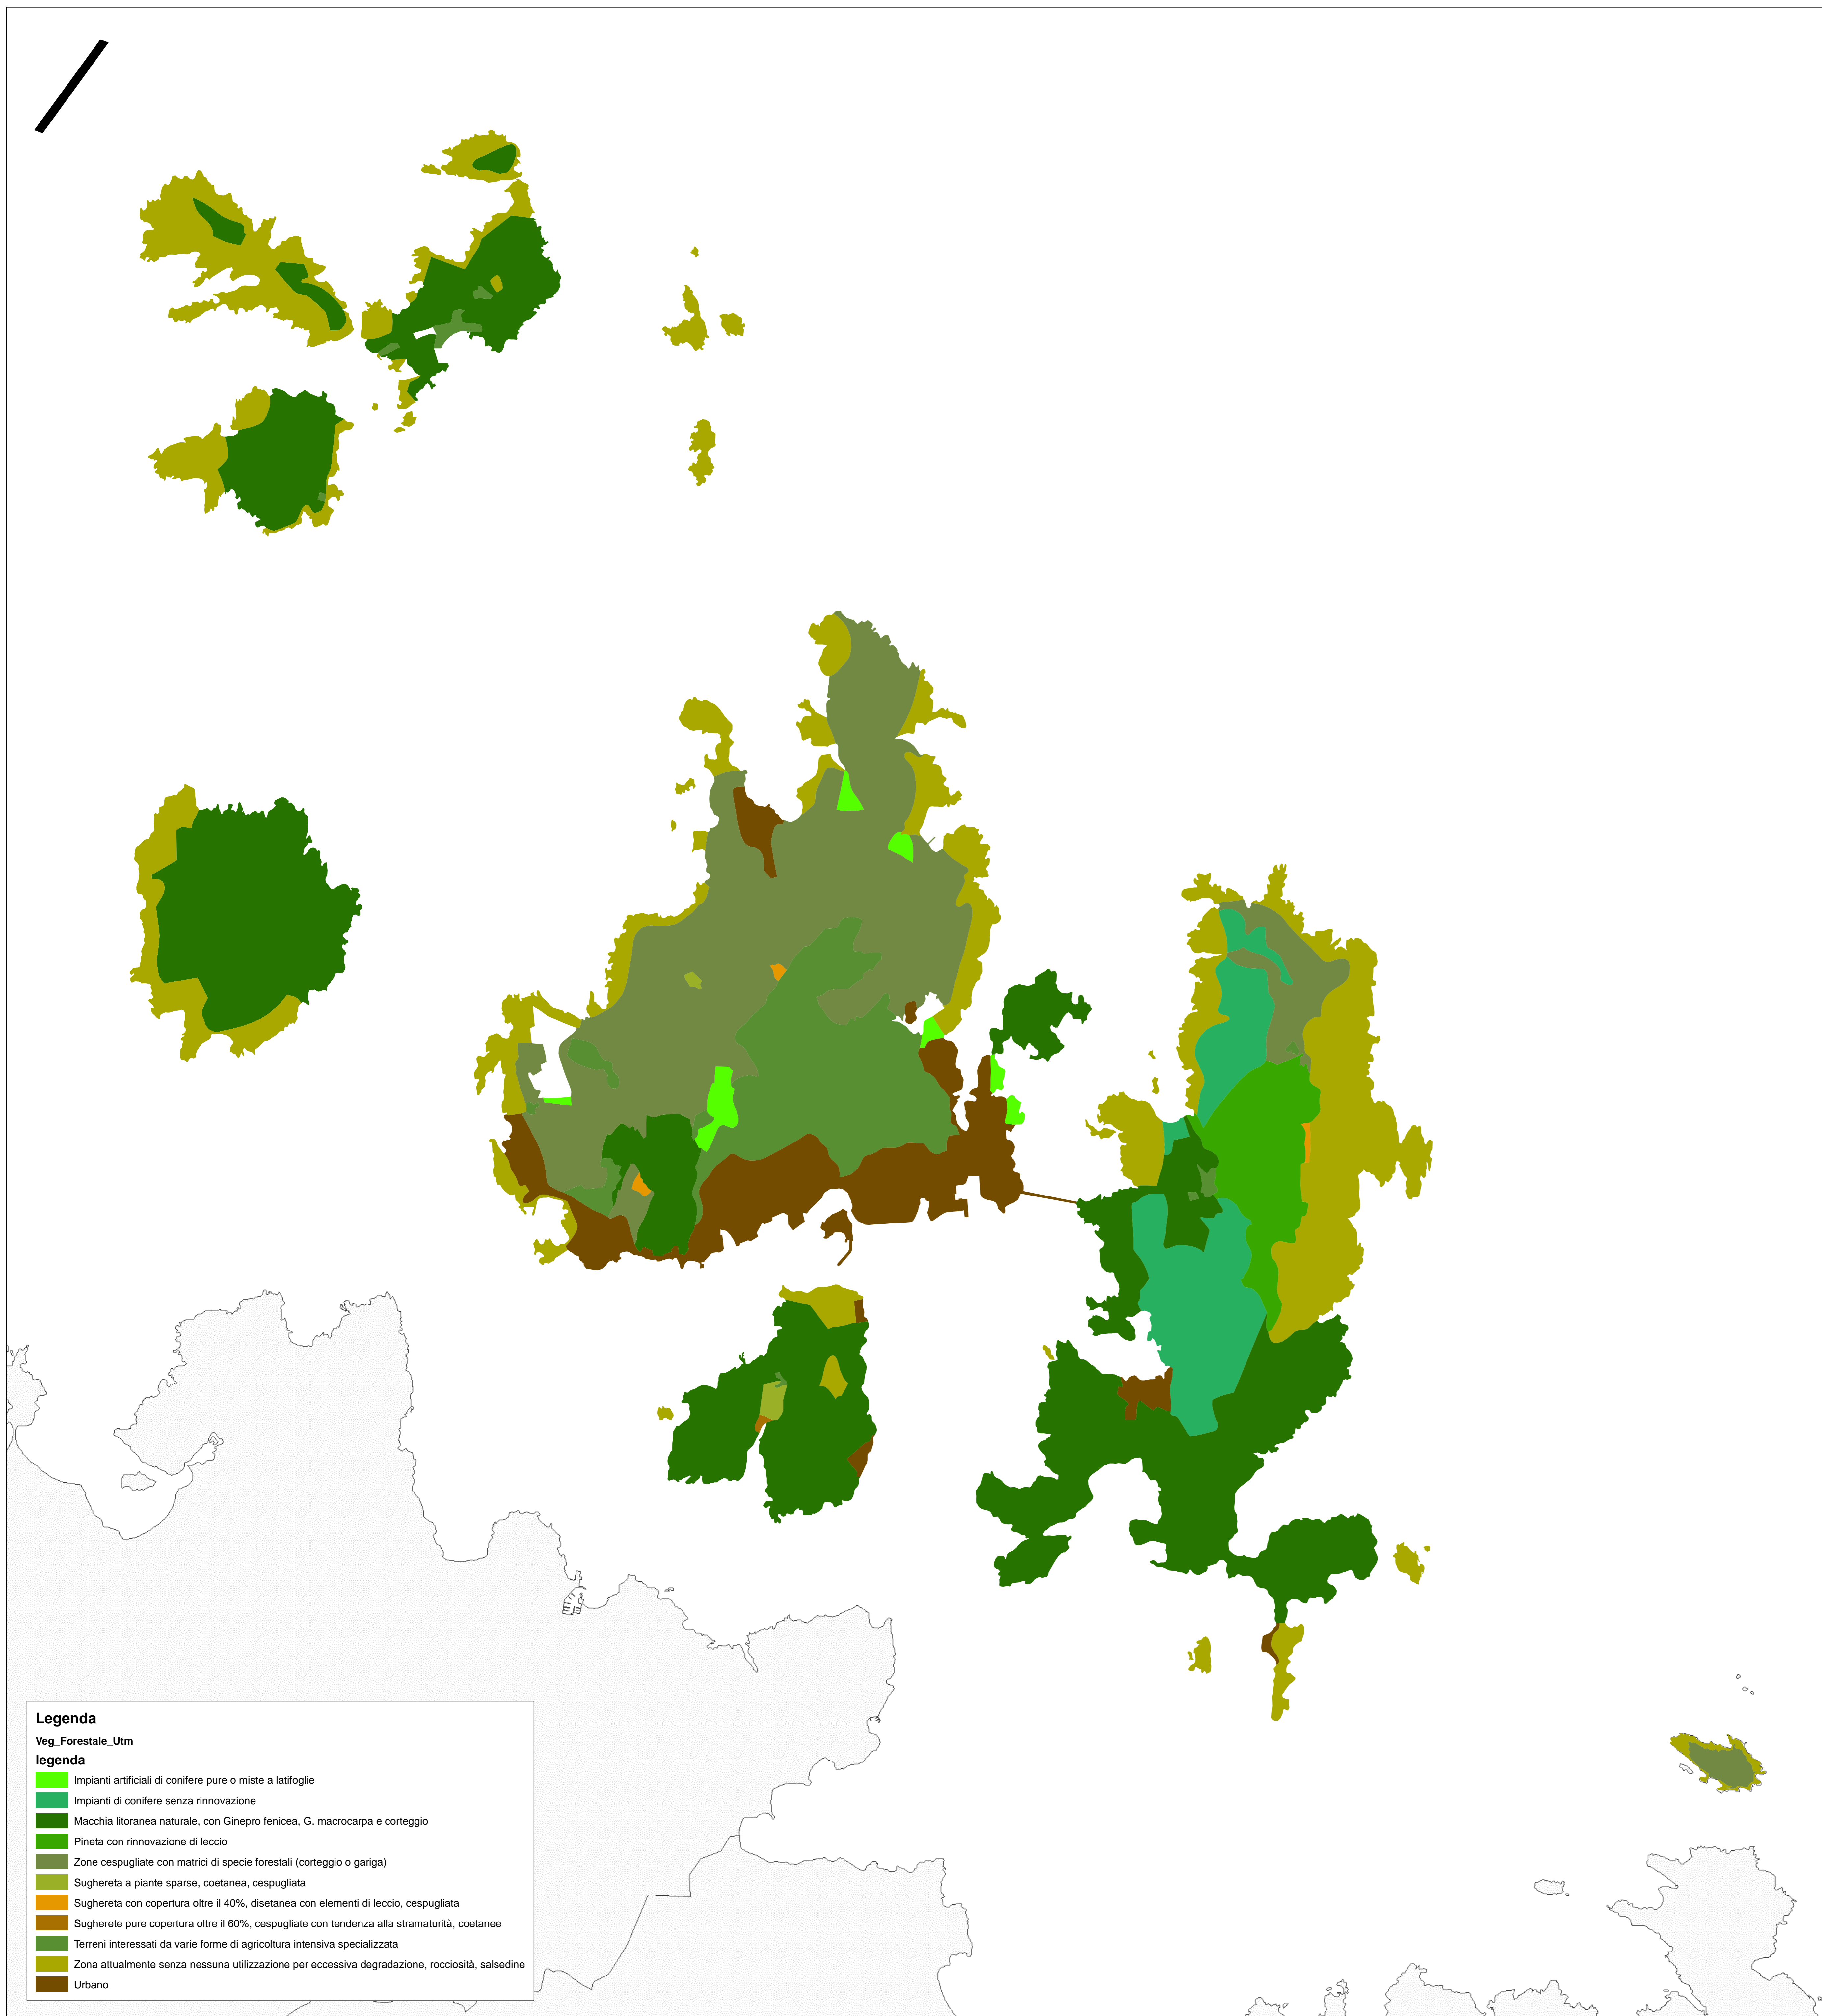 Legenda
Veg_Forestale_Utm
legenda
Impianti artificiali di conifere pure o miste a latifoglie
Impianti di conifere senza rinnovazione
Macchia litoranea naturale, con Ginepro fenicea, G. macrocarpa e corteggio
Pineta con rinnovazione di leccio
Zone cespugliate con matrici di specie forestali (corteggio o gariga)
Sughereta a piante sparse, coetanea, cespugliata
Sughereta con copertura oltre il 40%, disetanea con elementi di leccio, cespugliata
Sugherete pure copertura oltre il 60%, cespugliate con tendenza alla stramaturità, coetanee
Terreni interessati da varie forme di agricoltura intensiva specializzata
Zona attualmente senza nessuna utilizzazione per eccessiva degradazione, rocciosità, salsedine
Urbano